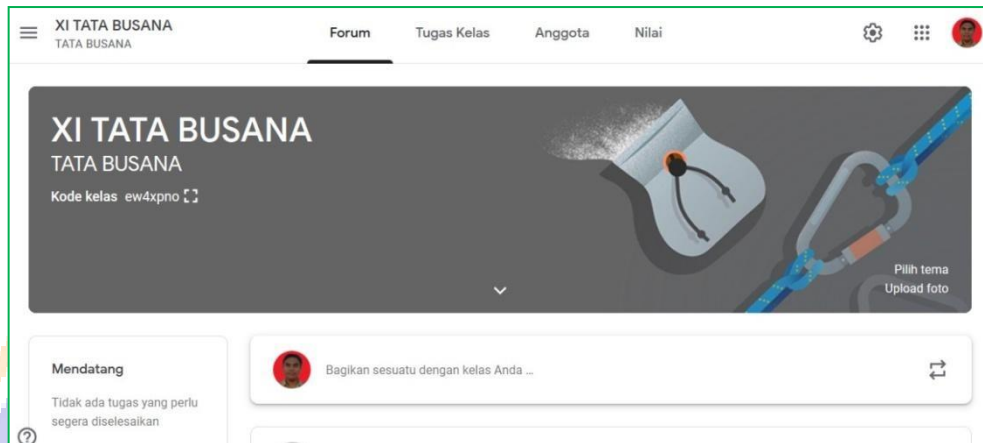 XI TATA BUSANA
TATA BUSANA
Forum Tugas Kelas Anggota Nilai
XI TATA BUSANA
TATA BUSANA
Kode kelas ew4xpno
Pilih tema
Upload foto
Mendatang
Tidak ada tugas yang perlu
segera diselesaikan
Bagikan sesuatu dengan kelas Anda ...